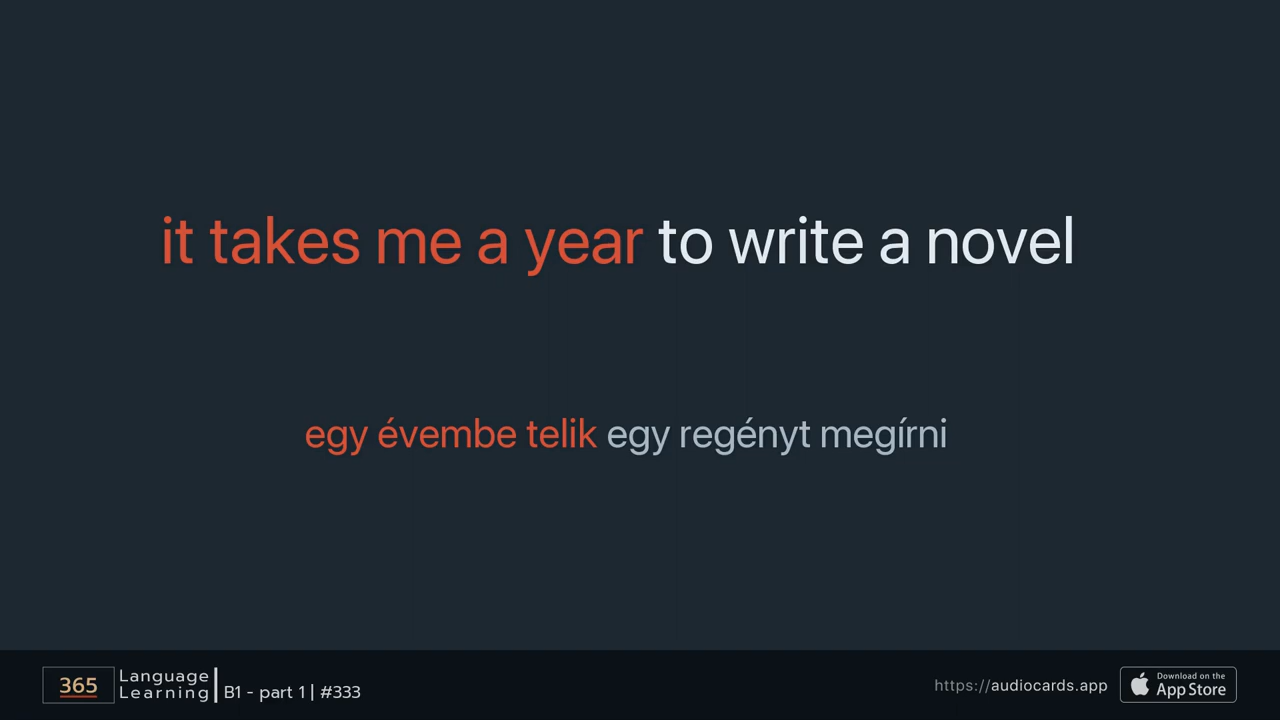 it takes me a year to write a novel
egy évembe telik egy regényt megírni
365 Language Learning B1 - part 1 | #333
https://audiocards.app
Download on the App Store